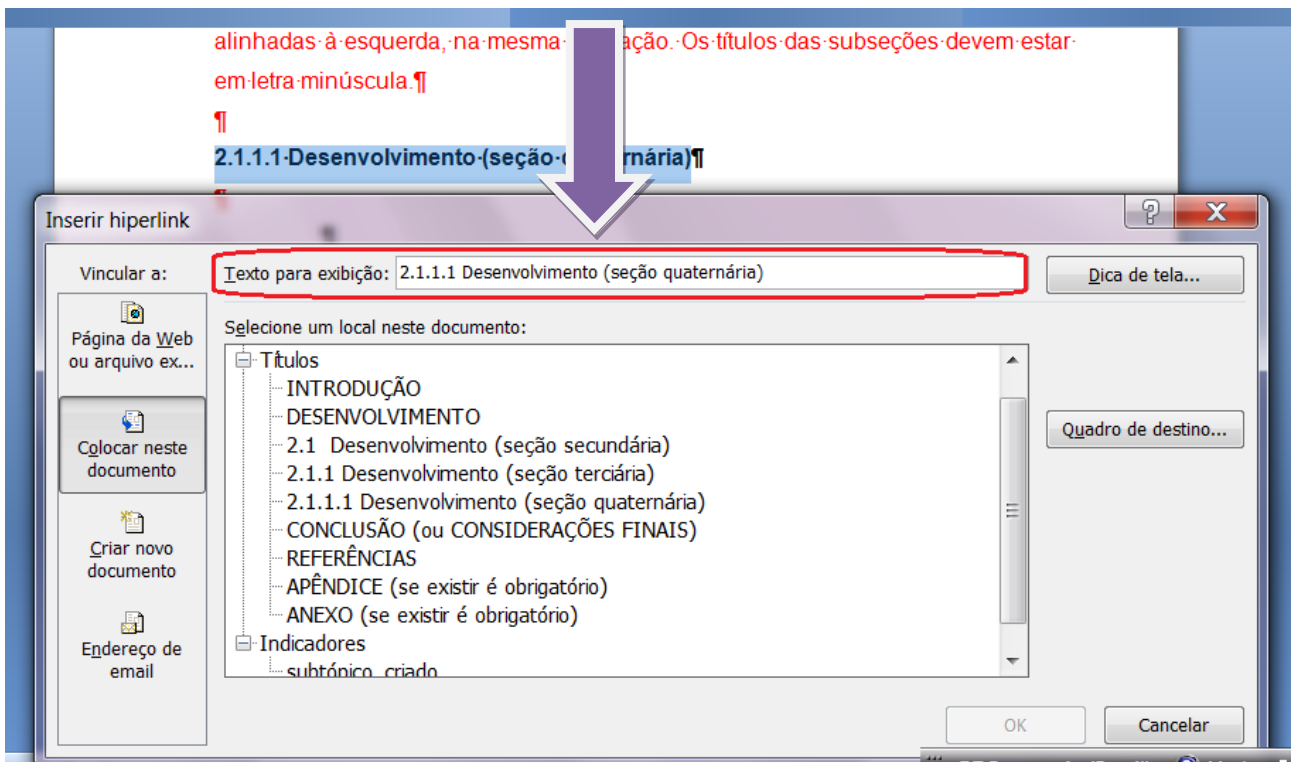 alinhadas à esquerda, na mesma ação. Os títulos das subseções devem estar
em letra minúscula.¶
¶
2.1.1.1 Desenvolvimento (seção rnária)¶
¶
Inserir hiperlink
Vincular a:
Texto para exibição: 2.1.1.1 Desenvolvimento (seção quaternária)
Dica de tela...
Página da Web
ou arquivo ex...
Selecione um local neste documento:
Títulos
INTRODUÇÃO
DESENVOLVIMENTO
2.1 Desenvolvimento (seção secundária)
2.1.1 Desenvolvimento (seção terciária)
2.1.1.1 Desenvolvimento (seção quaternária)
CONCLUSÃO (ou CONSIDERAÇÕES FINAIS)
REFERÊNCIAS
APÊNDICE (se existir é obrigatório)
ANEXO (se existir é obrigatório)
Indicadores
subtópico_criado
Colocar neste
documento
Criar novo
documento
Endereço de
email
Quadro de destino...
OK
Cancelar